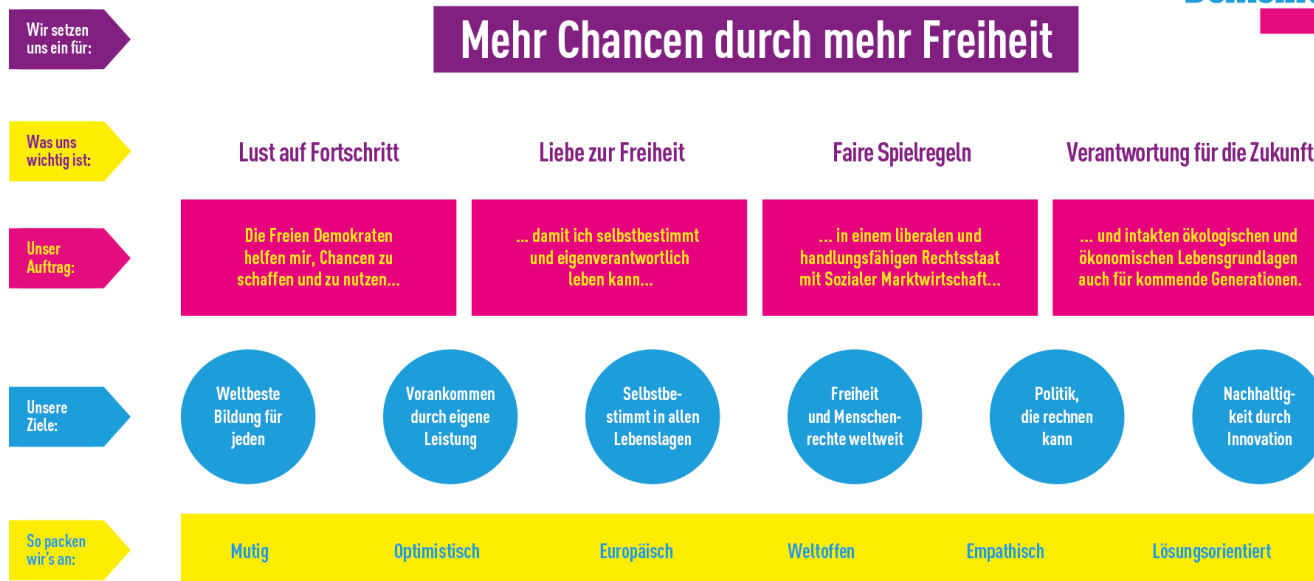 Wir setzen
uns ein für:
Mehr Chancen durch mehr Freiheit
Was uns
wichtig ist:
Lust auf Fortschritt
Liebe zur Freiheit
Faire Spielregeln
Verantwortung für die Zukunft
Unser
Auftrag:
Die Freien Demokraten
helfen mir, Chancen zu
schaffen und zu nutzen...
... damit ich selbstbestimmt
und eigenverantwortlich
leben kann...
... in einem liberalen und
handlungsfähigen Rechtsstaat
mit Sozialer Marktwirtschaft...
... und intakten ökologischen und
ökonomischen Lebensgrundlagen
auch für kommende Generationen.
Unsere
Ziele:
Weltbeste
Bildung für
jeden
Vorankommen
durch eigene
Leistung
Selbstbe-
stimmt in allen
Lebenslagen
Freiheit
und Menschen-
rechte weltweit
Politik,
die rechnen
kann
Nachhaltig-
keit durch
Innovation
So packen
wir's an:
Mutig
Optimistisch
Europäisch
Weltoffen
Empathisch
Lösungsorientiert